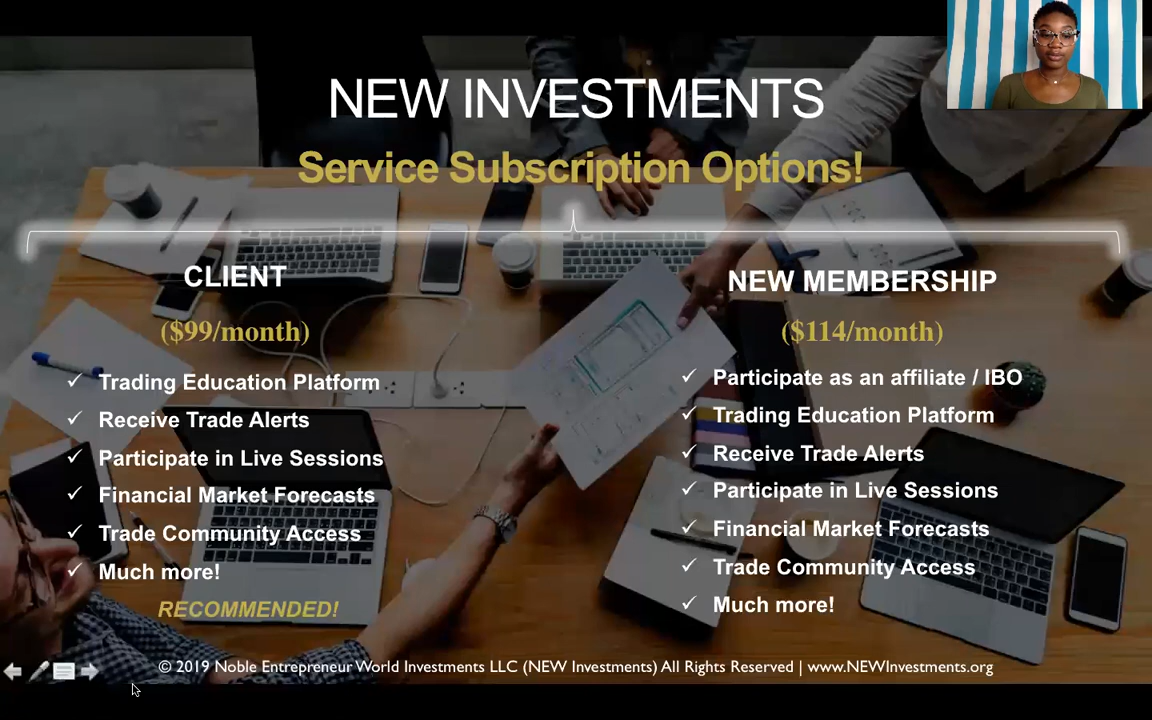 NEW INVESTMENTS
Service Subscription Options!
CLIENT
($99/month)
✓ Trading Education Platform
✓ Receive Trade Alerts
✓ Participate in Live Sessions
✓ Financial Market Forecasts
✓ Trade Community Access
✓ Much more!
RECOMMENDED!
NEW MEMBERSHIP
($114/month)
✓ Participate as an affiliate / IBO
✓ Trading Education Platform
✓ Receive Trade Alerts
✓ Participate in Live Sessions
✓ Financial Market Forecasts
✓ Trade Community Access
✓ Much more!
© 2019 Noble Entrepreneur World Investments LLC (NEW Investments) All Rights Reserved | www.NEWInvestments.org